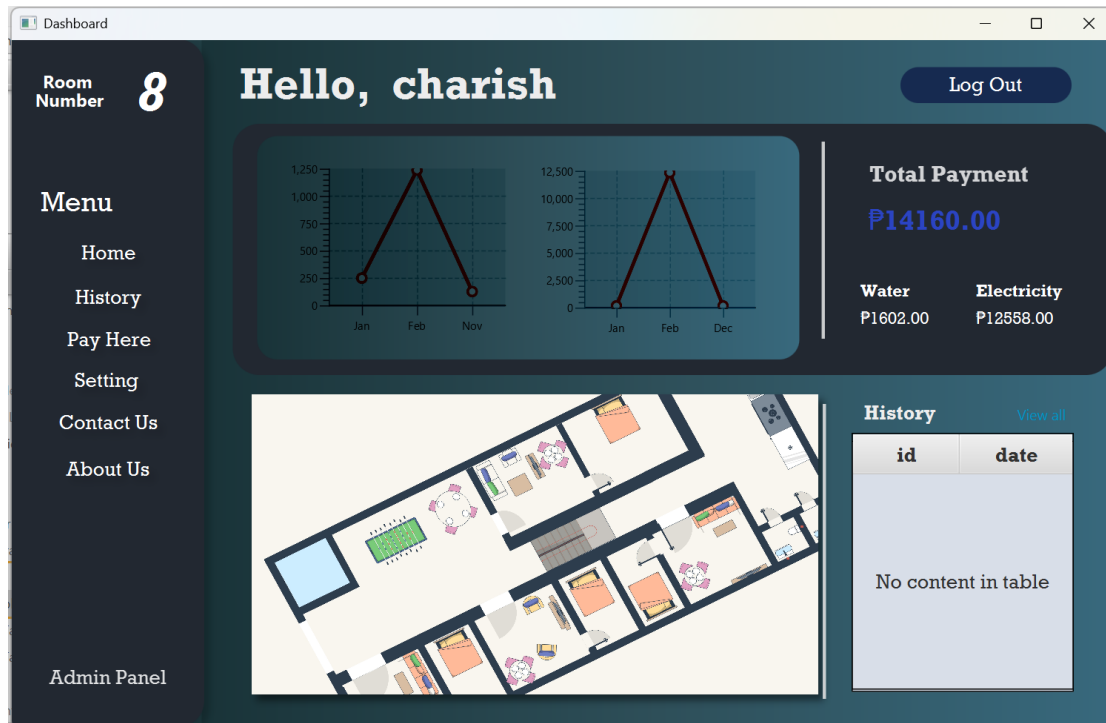 Dashboard
Room
Number
8
Hello, charish
Log Out
Menu
Home
History
Pay Here
Setting
Contact Us
About Us
Admin Panel
1,250
1,000
750
500
250
0
Jan Feb Nov
12,500
10,000
7,500
5,000
2,500
0
Jan Feb Dec
Total Payment
₱14160.00
Water Electricity
₱1602.00 ₱12558.00
History View all
id date
No content in table